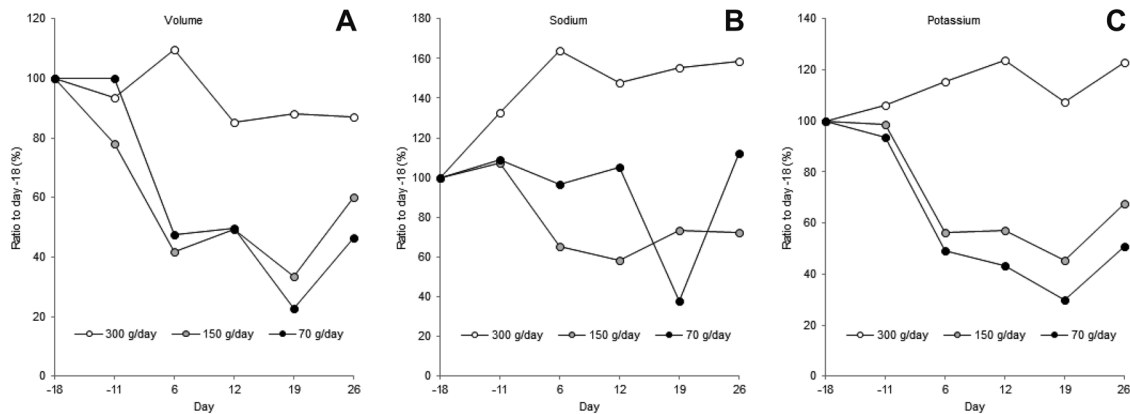 Volume
A
Ratio to day -18 (%)
120
100
80
60
40
20
0
300 g/day 150 g/day 70 g/day
-18 -11 6 12 19 26
Day
Sodium
B
Ratio to day -18 (%)
180
160
140
120
100
80
60
40
20
0
300 g/day 150 g/day 70 g/day
-18 -11 6 12 19 26
Day
Potassium
C
Ratio to day -18 (%)
140
120
100
80
60
40
20
0
300 g/day 150 g/day 70 g/day
-18 -11 6 12 19 26
Day